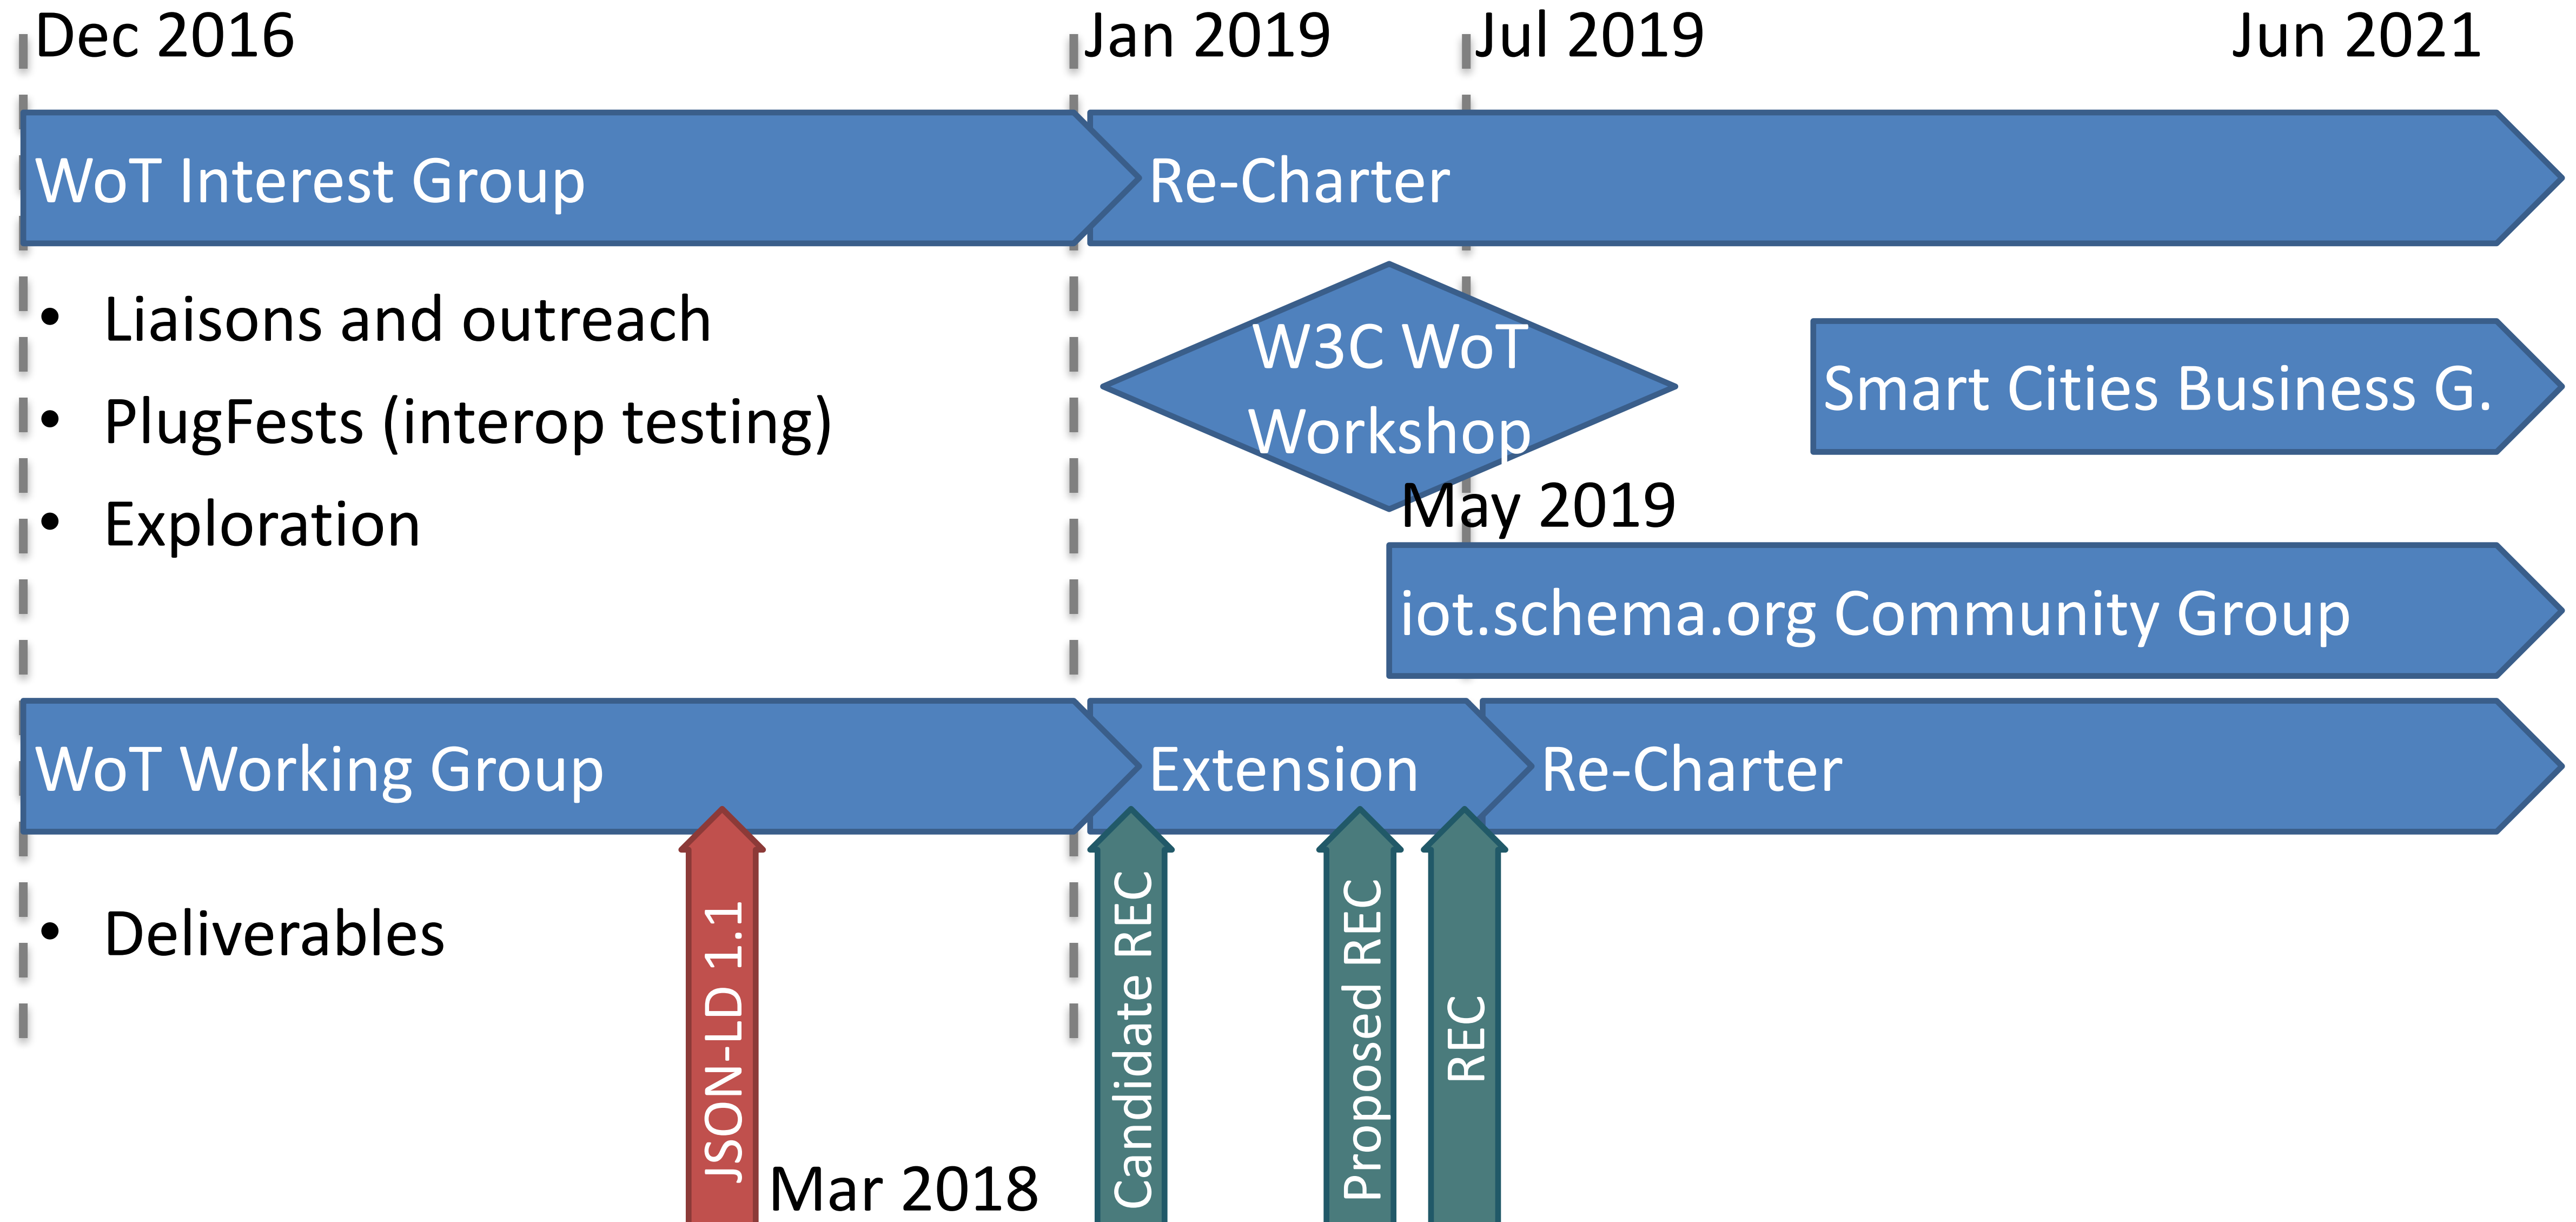 Dec 2016
Jan 2019
Jul 2019
Jun 2021
WoT Interest Group
Re-Charter
• Liaisons and outreach
• PlugFests (interop testing)
• Exploration
W3C WoT
Workshop
May 2019
Smart Cities Business G.
iot.schema.org Community Group
WoT Working Group
Extension
Re-Charter
• Deliverables
JSON-LD 1.1
Mar 2018
Candidate REC
Proposed REC
REC